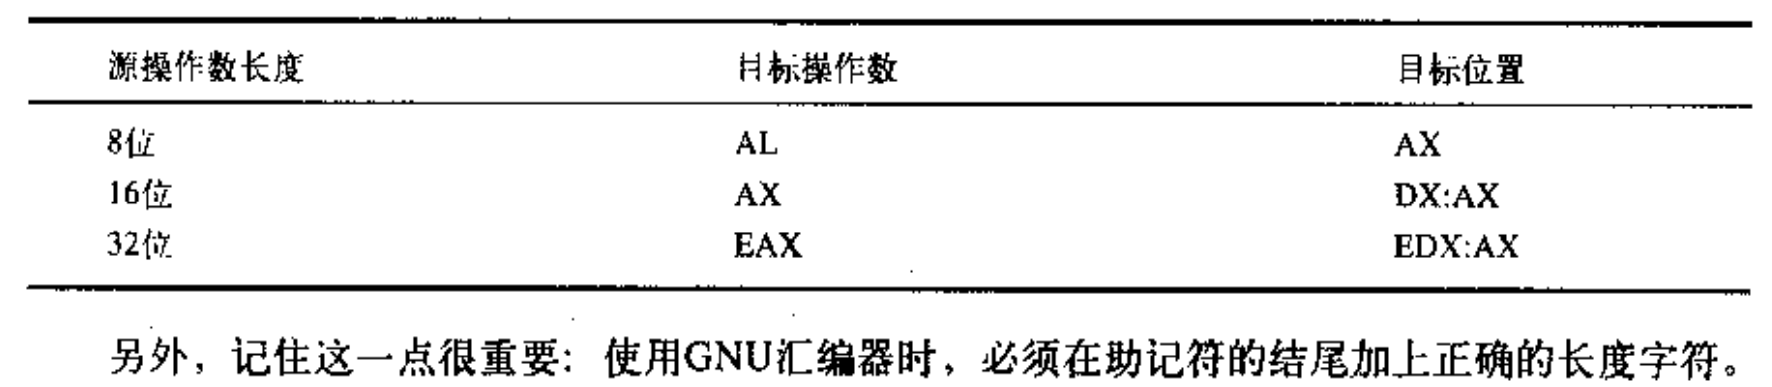 源操作数长度 目标操作数 目标位置
8位 AL AX
16位 AX DX:AX
32位 EAX EDX:AX
另外，记住这一点很重要：使用GNU汇编器时，必须在助记符的结尾加上正确的长度字符。